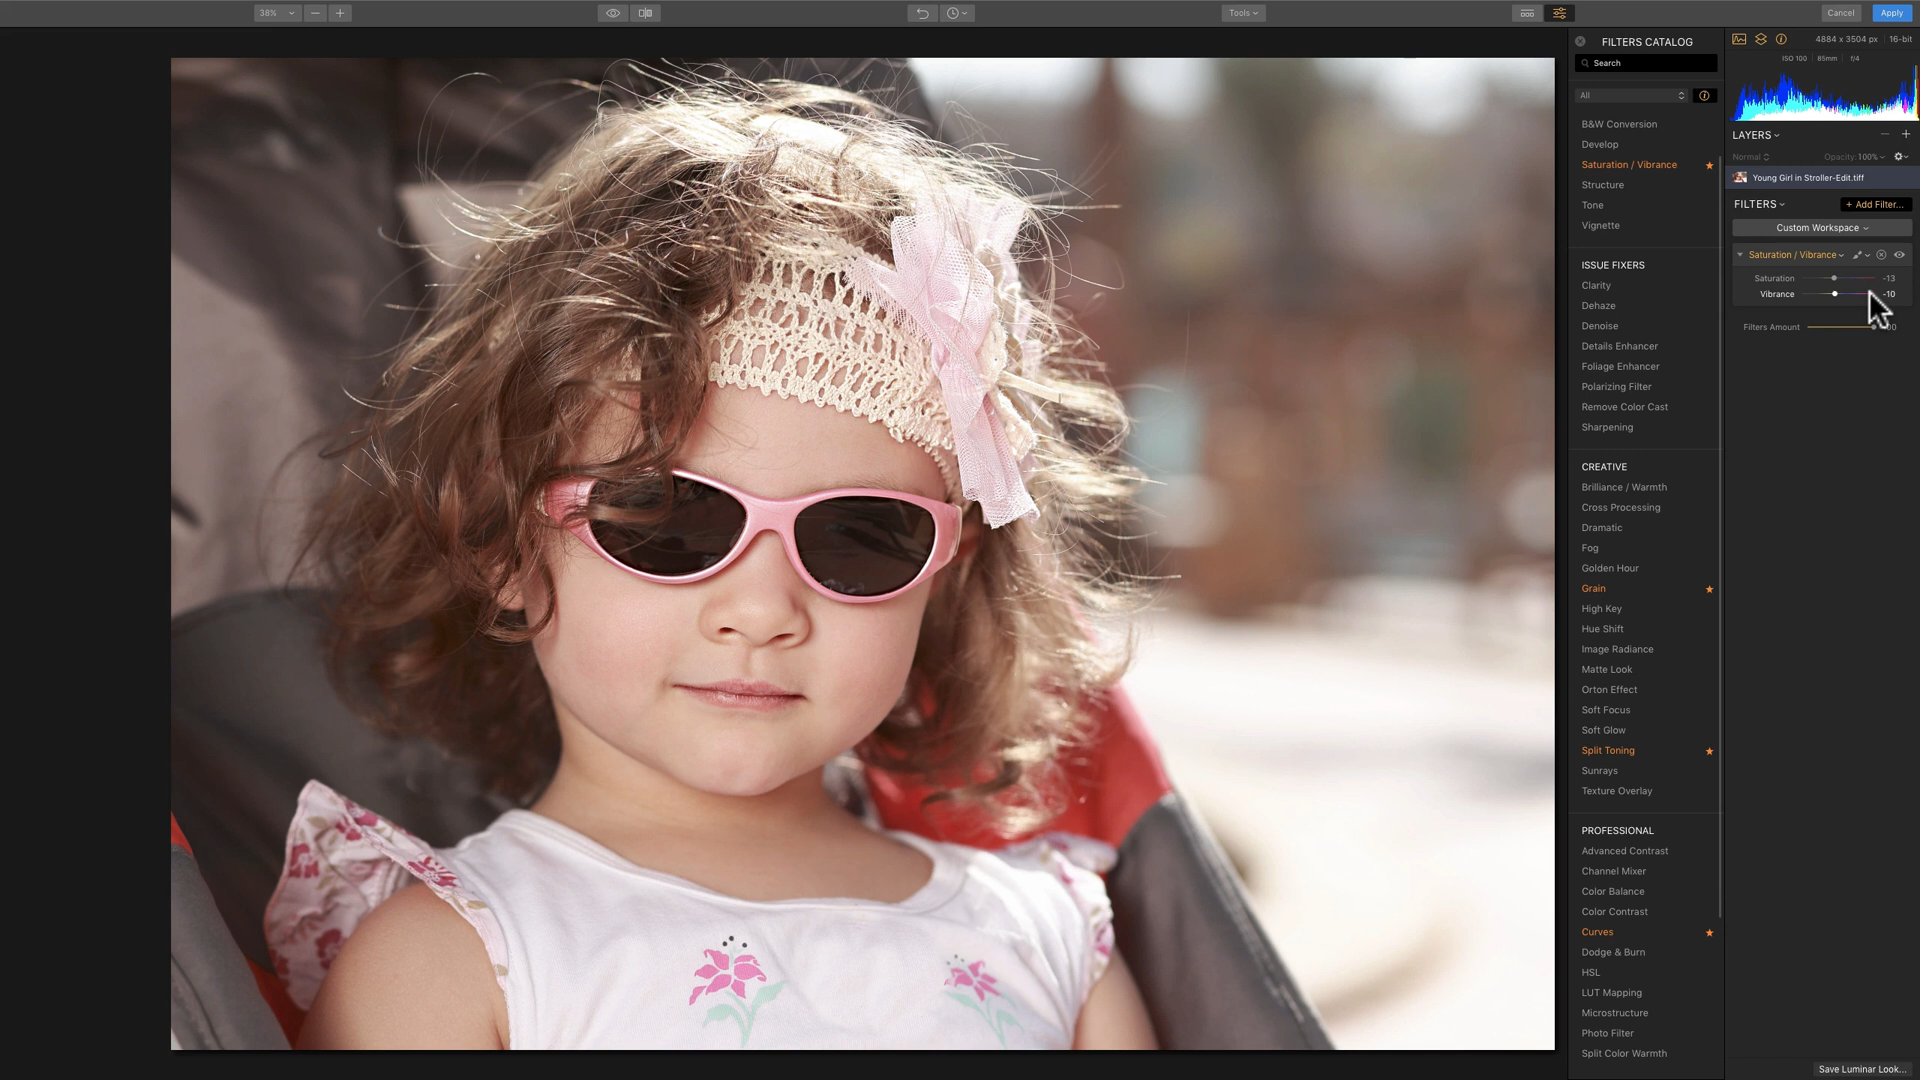 38%
Tools
Cancel
Apply
FILTERS CATALOG
Search
All
B&W Conversion
Develop
Saturation / Vibrance
Structure
Tone
Vignette
ISSUE FIXERS
Clarity
Dehaze
Denoise
Details Enhancer
Foliage Enhancer
Polarizing Filter
Remove Color Cast
Sharpening
CREATIVE
Brilliance / Warmth
Cross Processing
Dramatic
Fog
Golden Hour
Grain
High Key
Hue Shift
Image Radiance
Matte Look
Orton Effect
Soft Focus
Soft Glow
Split Toning
Sunrays
Texture Overlay
PROFESSIONAL
Advanced Contrast
Channel Mixer
Color Balance
Color Contrast
Curves
Dodge & Burn
HSL
LUT Mapping
Microstructure
Photo Filter
Split Color Warmth
4884 x 3504 px 16-bit
ISO 100 85mm f/4
LAYERS
Normal Opacity: 100%
Young Girl in Stroller-Edit.tiff
FILTERS + Add Filter...
Custom Workspace
Saturation / Vibrance
Saturation -13
Vibrance -10
Filters Amount
Save Luminar Look...